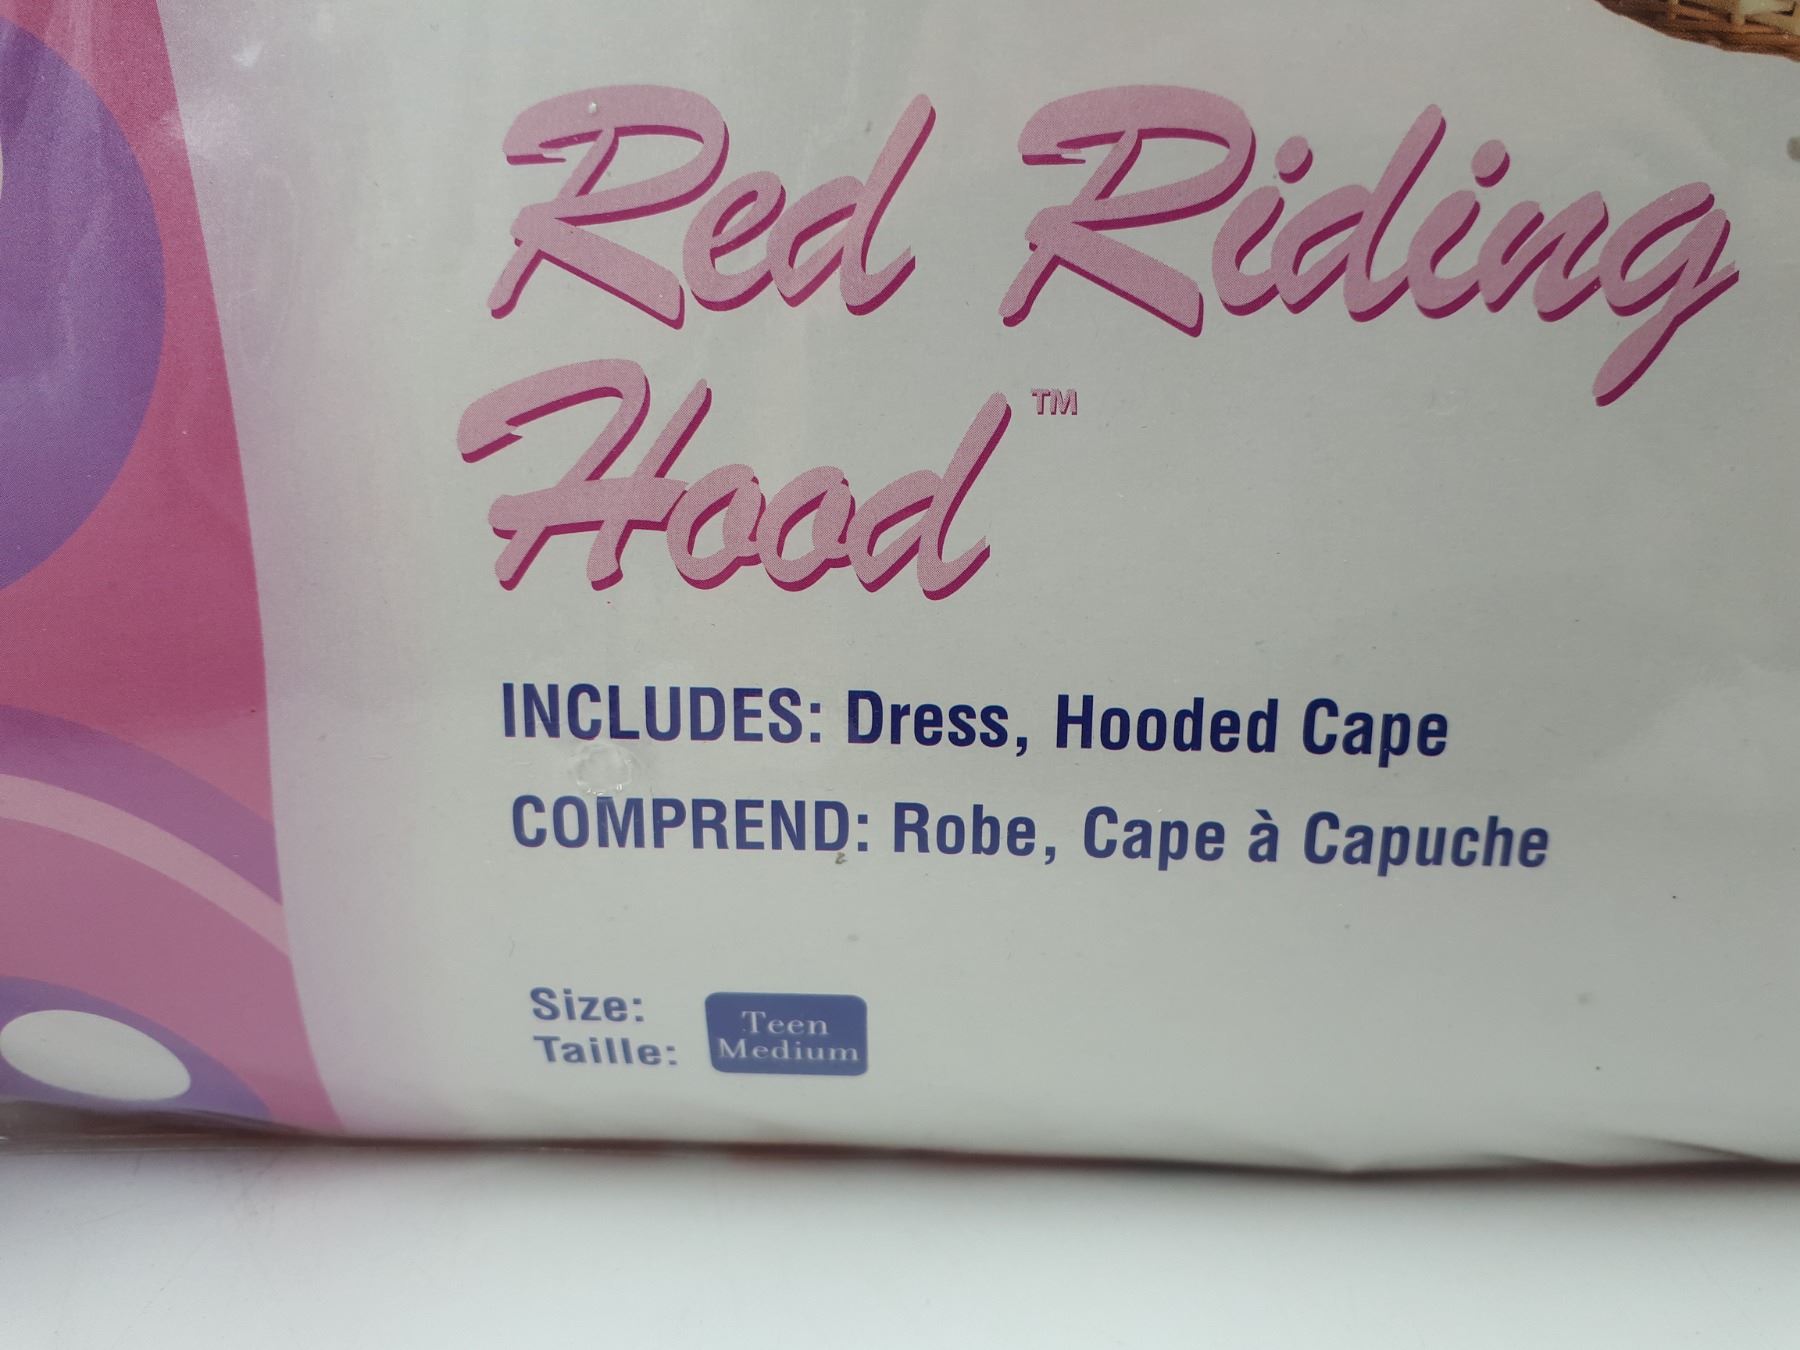 Red Riding
Hood™
INCLUDES: Dress, Hooded Cape
COMPREND: Robe, Cape à Capuche
Size:
Taille:
Teen
Medium